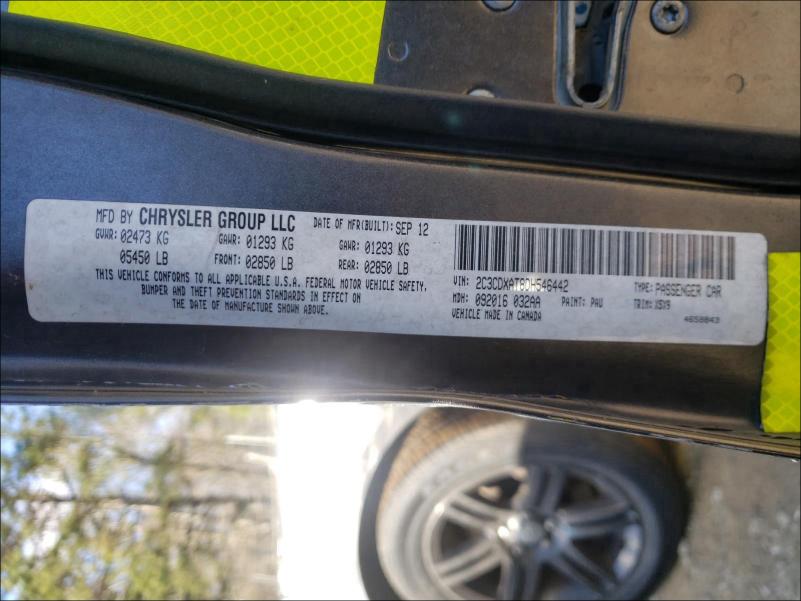 MFD BY CHRYSLER GROUP LLC
DATE OF MFR(BUILT): SEP 12
GVWR: 02473 KG GAWR: 01293 KG GAWR: 01293 KG
05450 LB FRONT: 02850 LB REAR: 02850 LB
THIS VEHICLE CONFORMS TO ALL APPLICABLE U.S.A. FEDERAL MOTOR VEHICLE SAFETY,
BUMPER AND THEFT PREVENTION STANDARDS IN EFFECT ON
THE DATE OF MANUFACTURE SHOWN ABOVE.
VIN: TYPE: PASSENGER CAR
MDH: 092016 032AA PAINT: PAU TRIM: X5X9
VEHICLE MADE IN CANADA 4658843